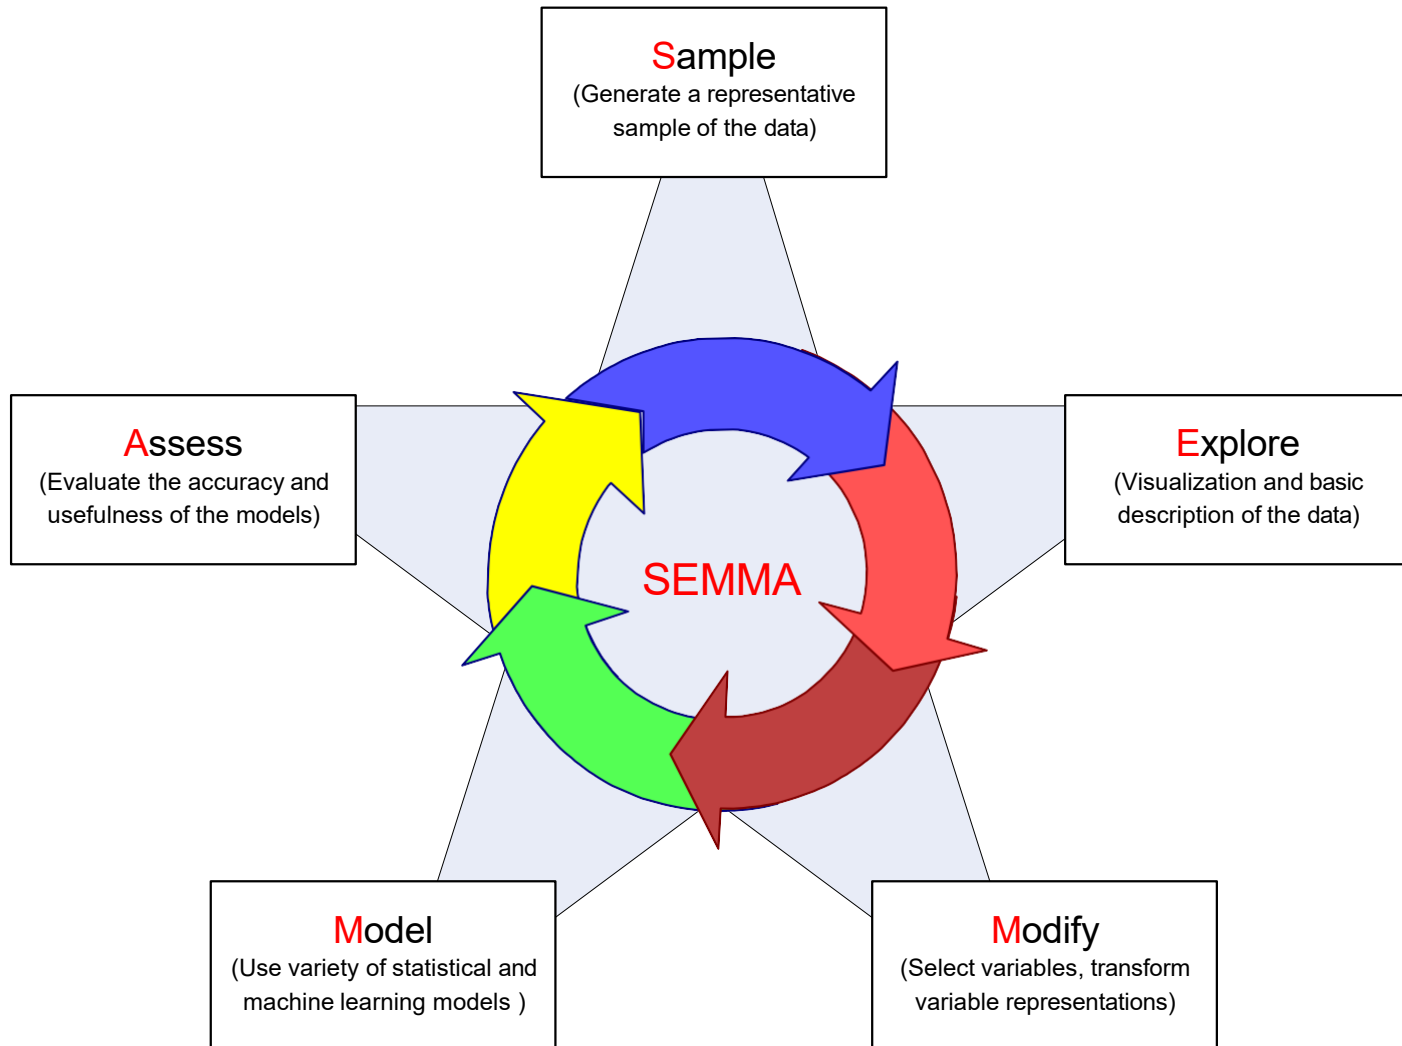 Sample
(Generate a representative
sample of the data)
Assess
(Evaluate the accuracy and
usefulness of the models)
Explore
(Visualization and basic
description of the data)
SEMMA
Model
(Use variety of statistical and
machine learning models )
Modify
(Select variables, transform
variable representations)